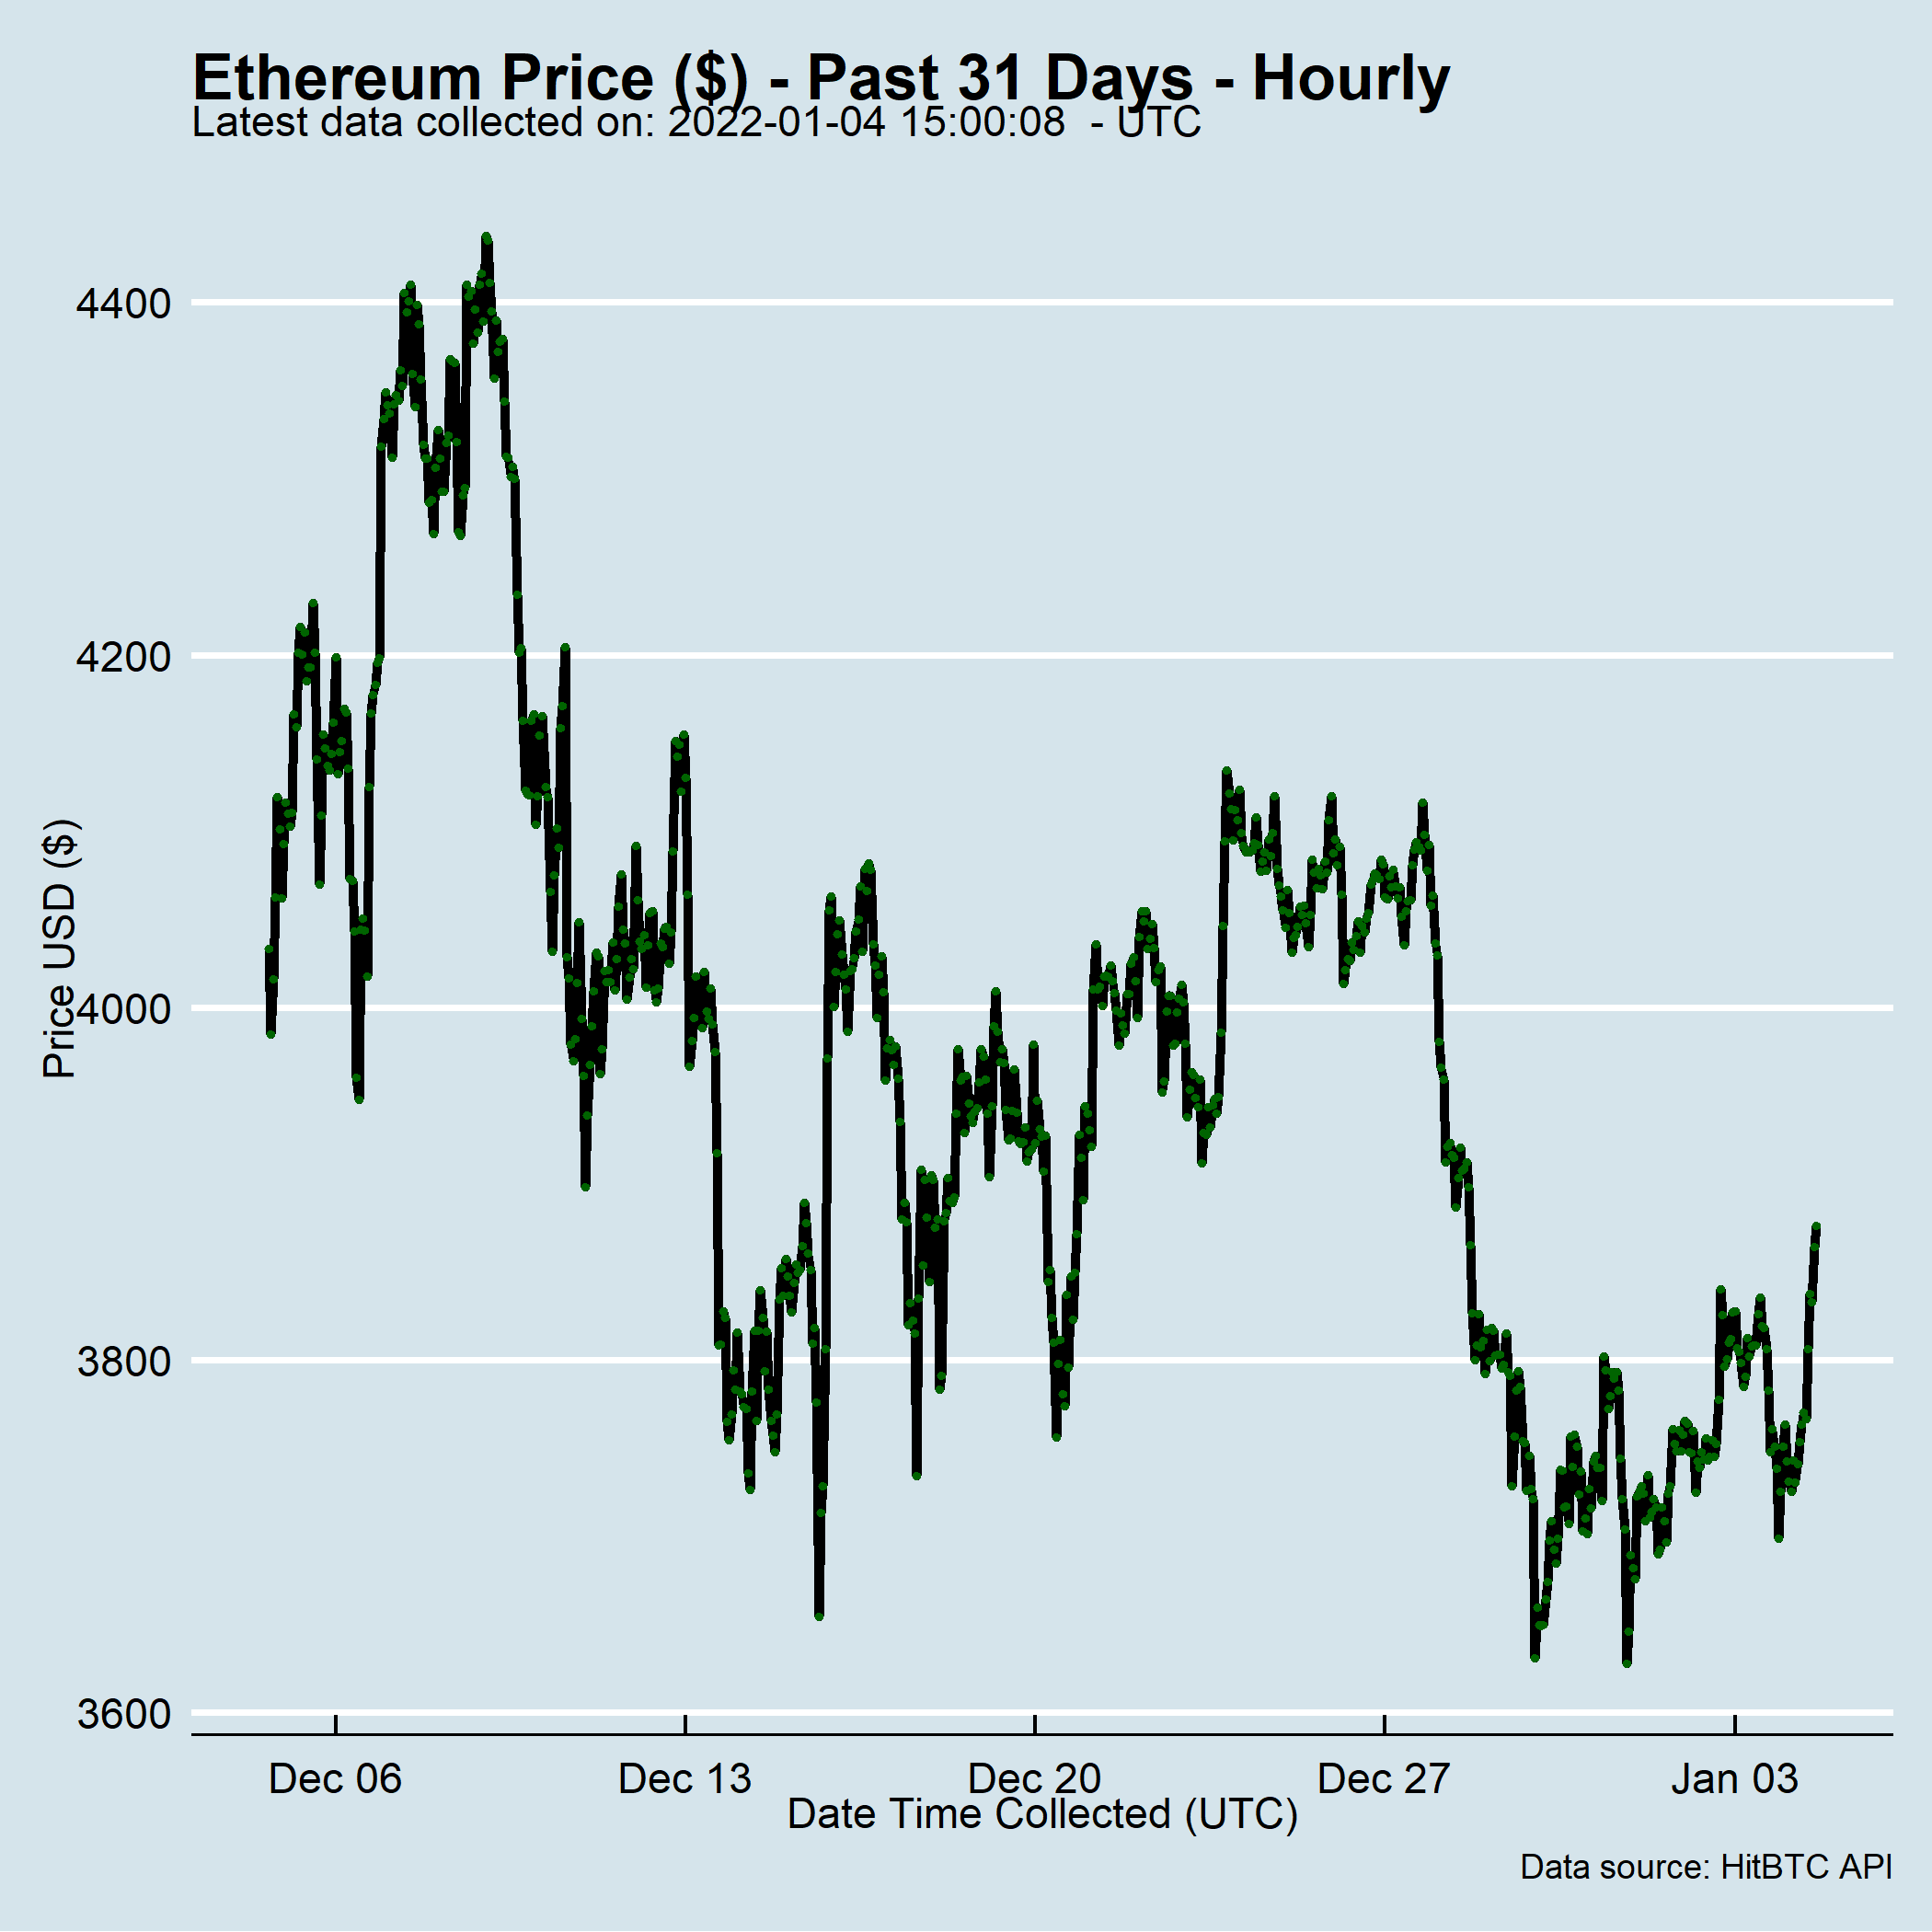 Ethereum Price ($) - Past 31 Days - Hourly
Latest data collected on: 2022-01-04 15:00:08  - UTC
4400
4200
4000
3800
3600
Price USD ($)
Dec 06
Dec 13
Dec 20
Dec 27
Jan 03
Date Time Collected (UTC)
Data source: HitBTC API